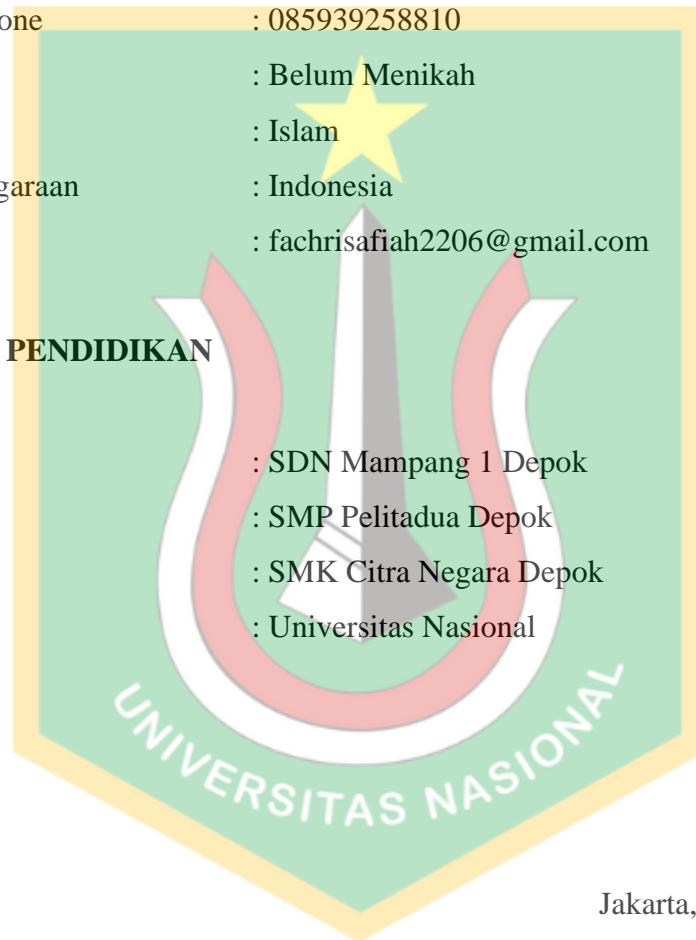 one : 085939258810
: Belum Menikah
: Islam
garaan : Indonesia
: fachrisafiah2206@gmail.com
PENDIDIKAN
: SDN Mampang 1 Depok
: SMP Pelitadua Depok
: SMK Citra Negara Depok
: Universitas Nasional
UNIVERSITAS NASIONAL
Jakarta,